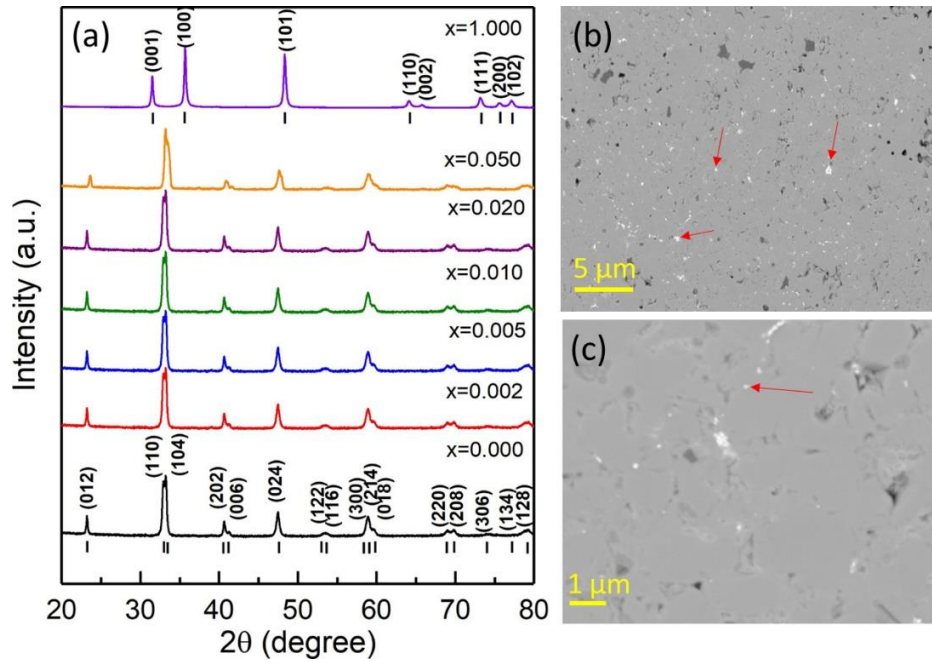 (a)
x=1.000
(001)
(100)
(101)
(110)
(002)
(111)
(200)
(102)
x=0.050
x=0.020
x=0.010
x=0.005
x=0.002
x=0.000
(012)
(110)
(104)
(202)
(006)
(024)
(122)
(116)
(300)
(214)
(018)
(220)
(208)
(306)
(134)
(128)
Intensity (a.u.)
20 30 40 50 60 70 80
2θ (degree)
(b)
5 μm
(c)
1 μm